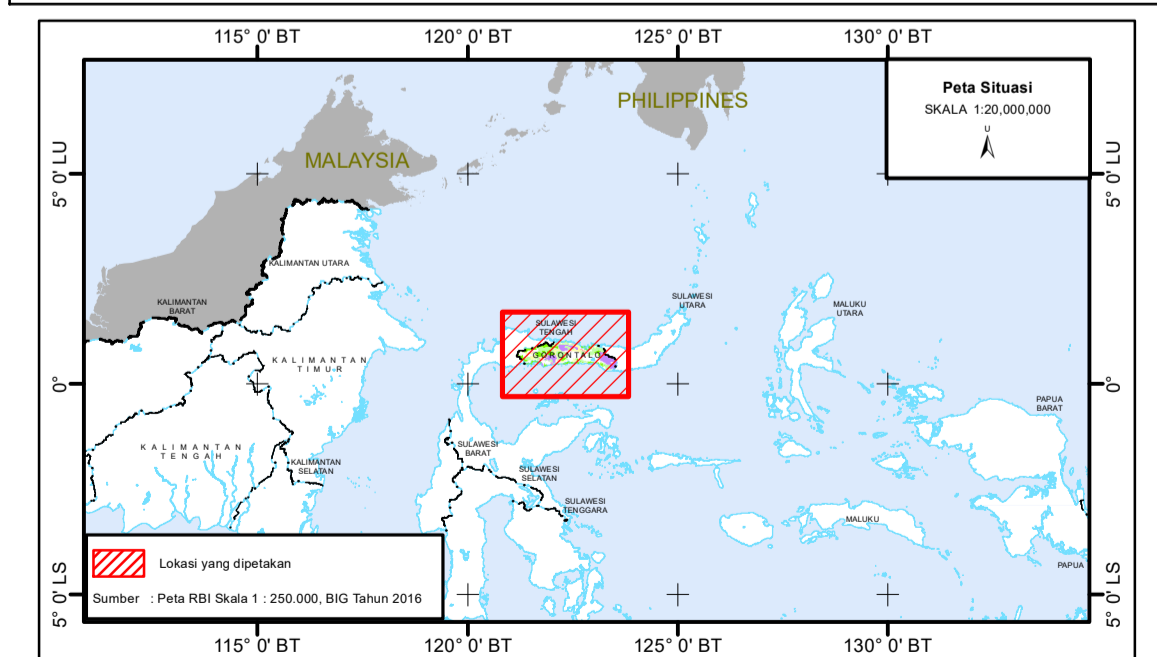 115° 0' BT
120° 0' BT
125° 0' BT
130° 0' BT
Peta Situasi
SKALA 1:20,000,000
U
PHILIPPINES
MALAYSIA
5° 0' LU
5° 0' LU
KALIMANTAN UTARA
KALIMANTAN
BARAT
SULAWESI
UTARA
MALUKU
UTARA
SULAWESI
TENGAH
GORONTALO
KALIMANTAN
TIMUR
0°
0°
PAPUA
BARAT
KALIMANTAN
TENGAH
KALIMANTAN
SELATAN
SULAWESI
BARAT
SULAWESI
SELATAN
SULAWESI
TENGGARA
MALUKU
PAPUA
Lokasi yang dipetakan
Sumber : Peta RBI Skala 1 : 250.000, BIG Tahun 2016
5° 0' LS
5° 0' LS
115° 0' BT
120° 0' BT
125° 0' BT
130° 0' BT